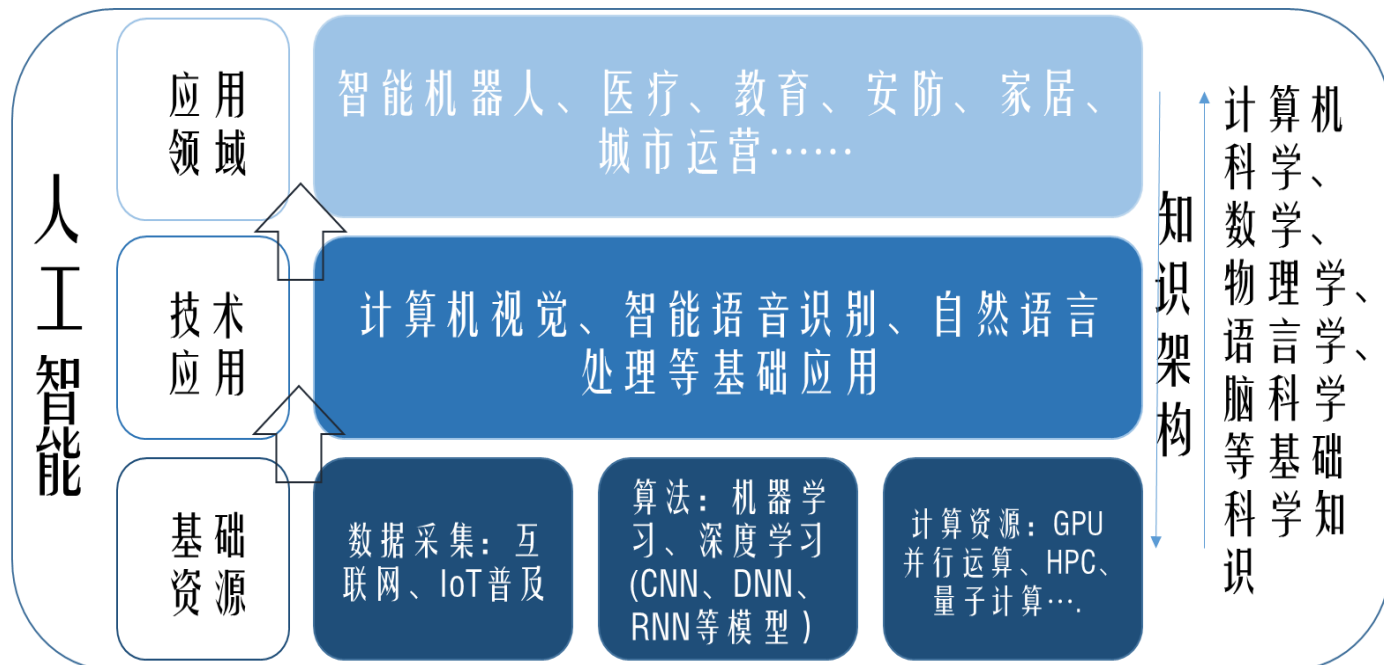 人工智能
应用
领域
智能机器人、医疗、教育、安防、家居、
城市运营……
技术
应用
计算机视觉、智能语音识别、自然语言
处理等基础应用
基础
资源
数据采集：互
联网、IoT普及
算法：机器学
习、深度学习
(CNN、DNN、
RNN等模型）
计算资源：GPU
并行运算、HPC、
量子计算….
知识架构
计算机
科学、
数学、
物理学、
语言学、
脑科学
等基础
科学知
识